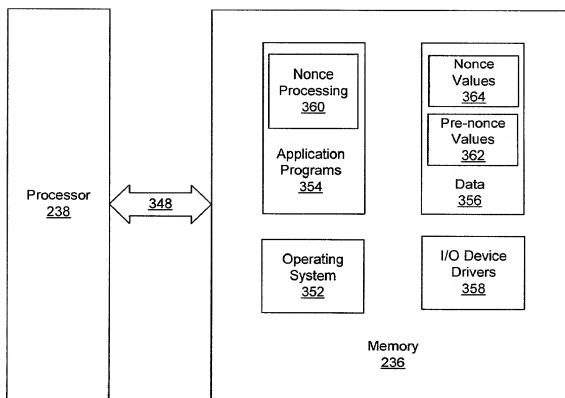 Processor
238
348
Nonce
Processing
360
Application
Programs
354
Nonce
Values
364
Pre-nonce
Values
362
Data
356
Operating
System
352
I/O Device
Drivers
358
Memory
236